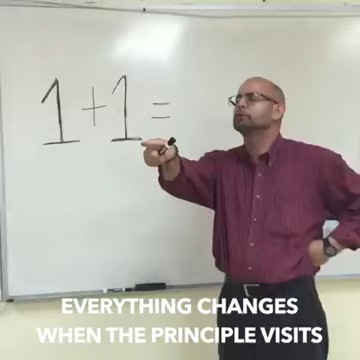 1 + 1 =
EVERYTHING CHANGES
WHEN THE PRINCIPLE VISITS